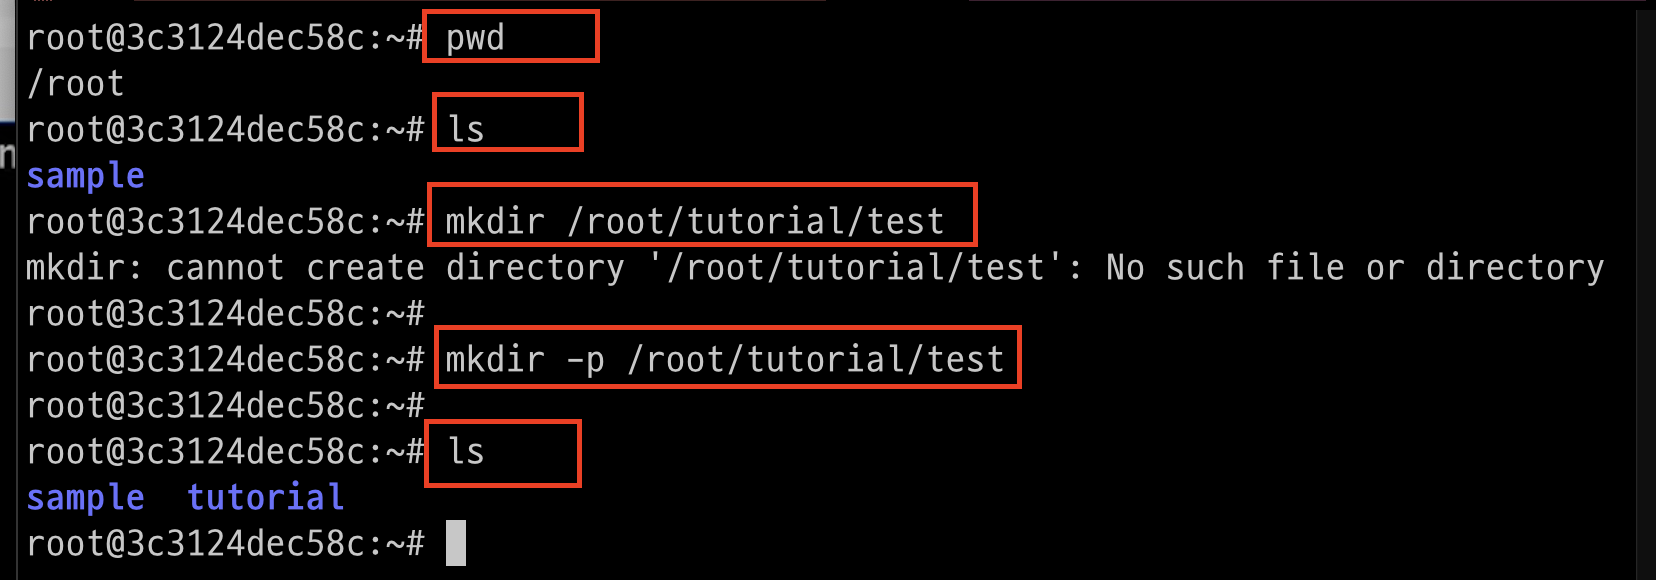 root@3c3124dec58c:~# pwd
/root
root@3c3124dec58c:~# ls
sample
root@3c3124dec58c:~# mkdir /root/tutorial/test
mkdir: cannot create directory '/root/tutorial/test': No such file or directory
root@3c3124dec58c:~#
root@3c3124dec58c:~# mkdir -p /root/tutorial/test
root@3c3124dec58c:~#
root@3c3124dec58c:~# ls
sample  tutorial
root@3c3124dec58c:~#